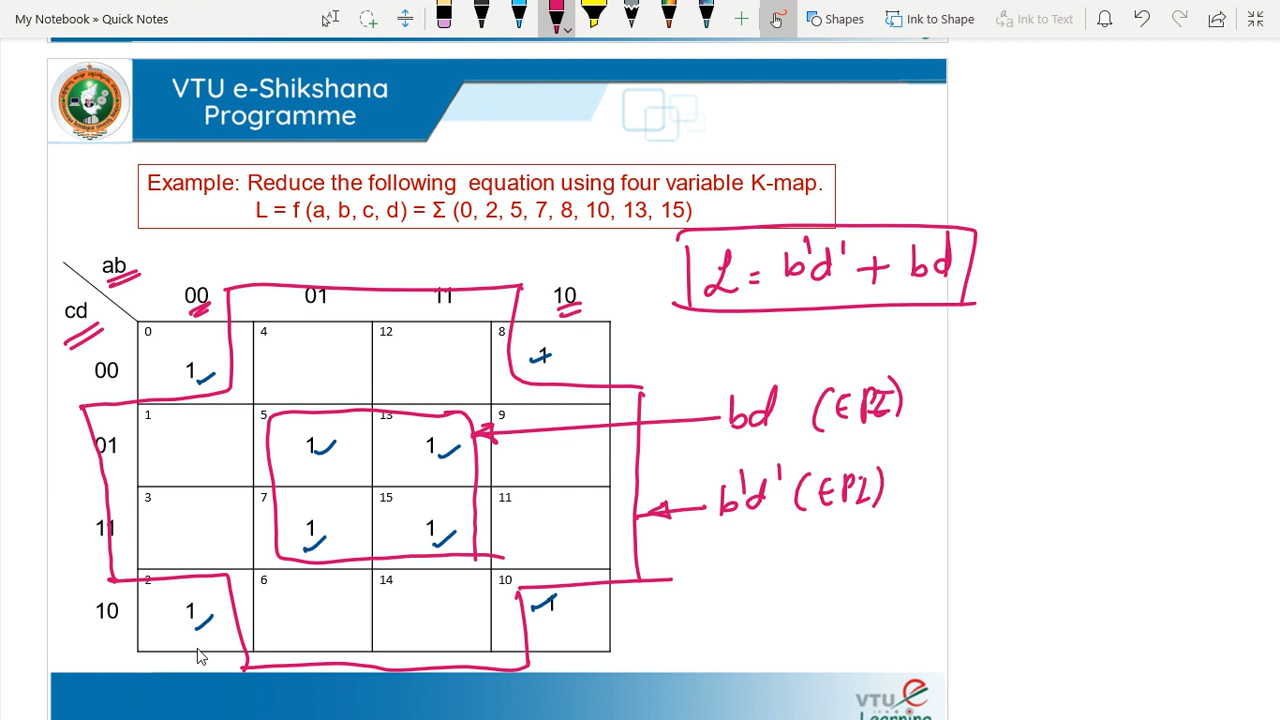 My Notebook » Quick Notes
Shapes
Ink to Shape
Ink to Text
VTU e-Shikshana
Programme
Example: Reduce the following equation using four variable K-map.
L = f (a, b, c, d) = Σ (0, 2, 5, 7, 8, 10, 13, 15)
L = b'd' + bd
ab
cd
00 01 11 10
0 4 12 8
00 1 1
1 5 13 9
01 1 1
bd (EPI)
3 7 15 11
11 1 1
b'd' (EPI)
2 6 14 10
10 1 1
VTU e
Learning